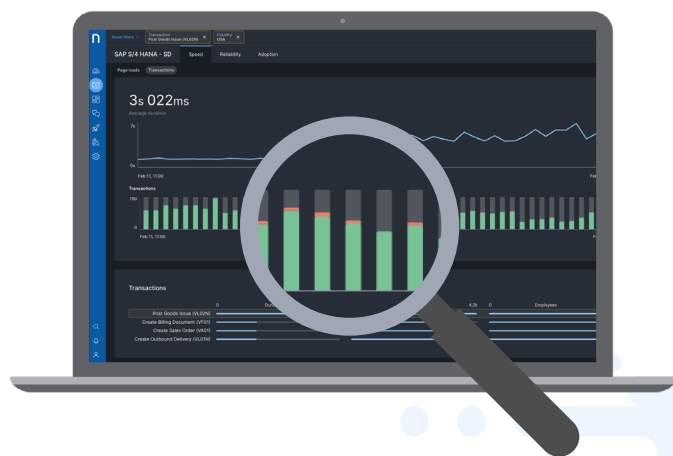 n
Reset filters
Transaction
Post Goods Issue (VL02N) ×
Country
USA ×
SAP S/4 HANA - SD Speed Reliability Adoption
Page loads Transactions
3s 022ms
Average duration
7s
0s
Feb 11, 11:00
Transactions
150
0
Feb 11, 11:00
Transactions
0 4.2k 0 Employees
Post Goods Issue (VL02N)
Create Billing Document (VF01)
Create Sales Order (VA01)
Create Outbound Delivery (VL01N)